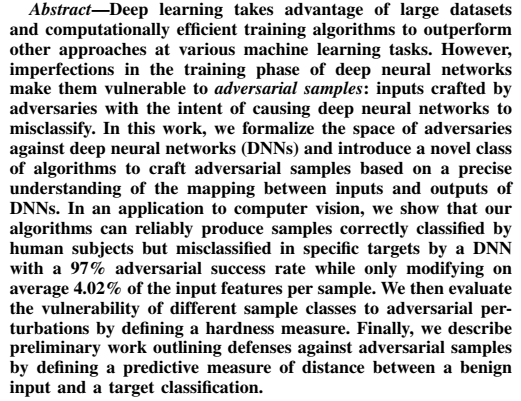 Abstract—Deep learning takes advantage of large datasets
and computationally efficient training algorithms to outperform
other approaches at various machine learning tasks. However,
imperfections in the training phase of deep neural networks
make them vulnerable to adversarial samples: inputs crafted by
adversaries with the intent of causing deep neural networks to
misclassify. In this work, we formalize the space of adversaries
against deep neural networks (DNNs) and introduce a novel class
of algorithms to craft adversarial samples based on a precise
understanding of the mapping between inputs and outputs of
DNNs. In an application to computer vision, we show that our
algorithms can reliably produce samples correctly classified by
human subjects but misclassified in specific targets by a DNN
with a 97% adversarial success rate while only modifying on
average 4.02% of the input features per sample. We then evaluate
the vulnerability of different sample classes to adversarial per-
turbations by defining a hardness measure. Finally, we describe
preliminary work outlining defenses against adversarial samples
by defining a predictive measure of distance between a benign
input and a target classification.